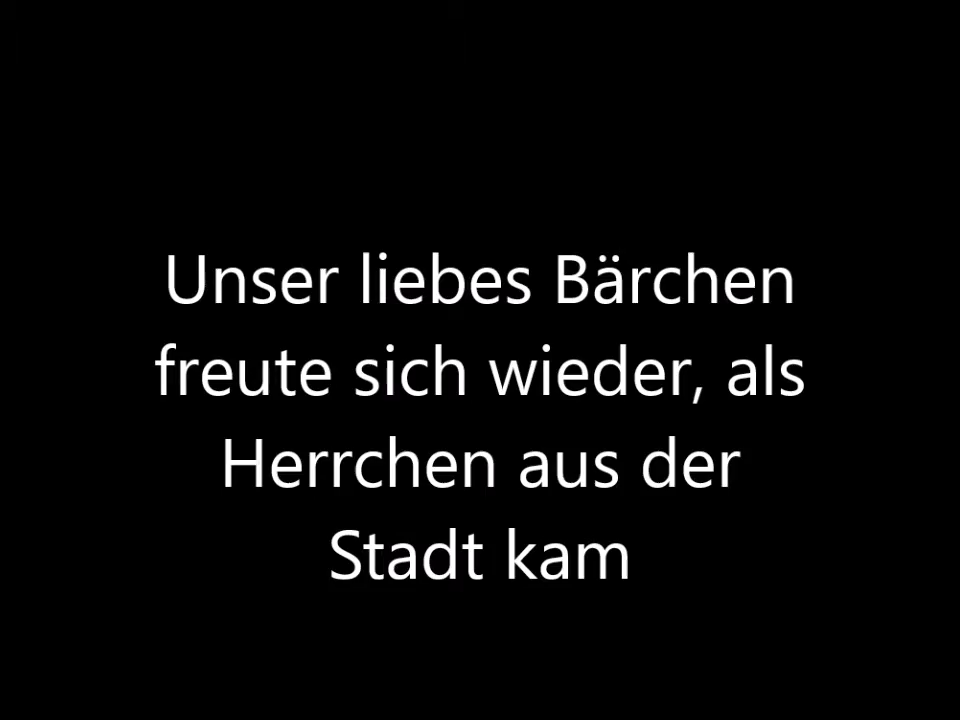 Unser liebes Bärchen
freute sich wieder, als
Herrchen aus der
Stadt kam